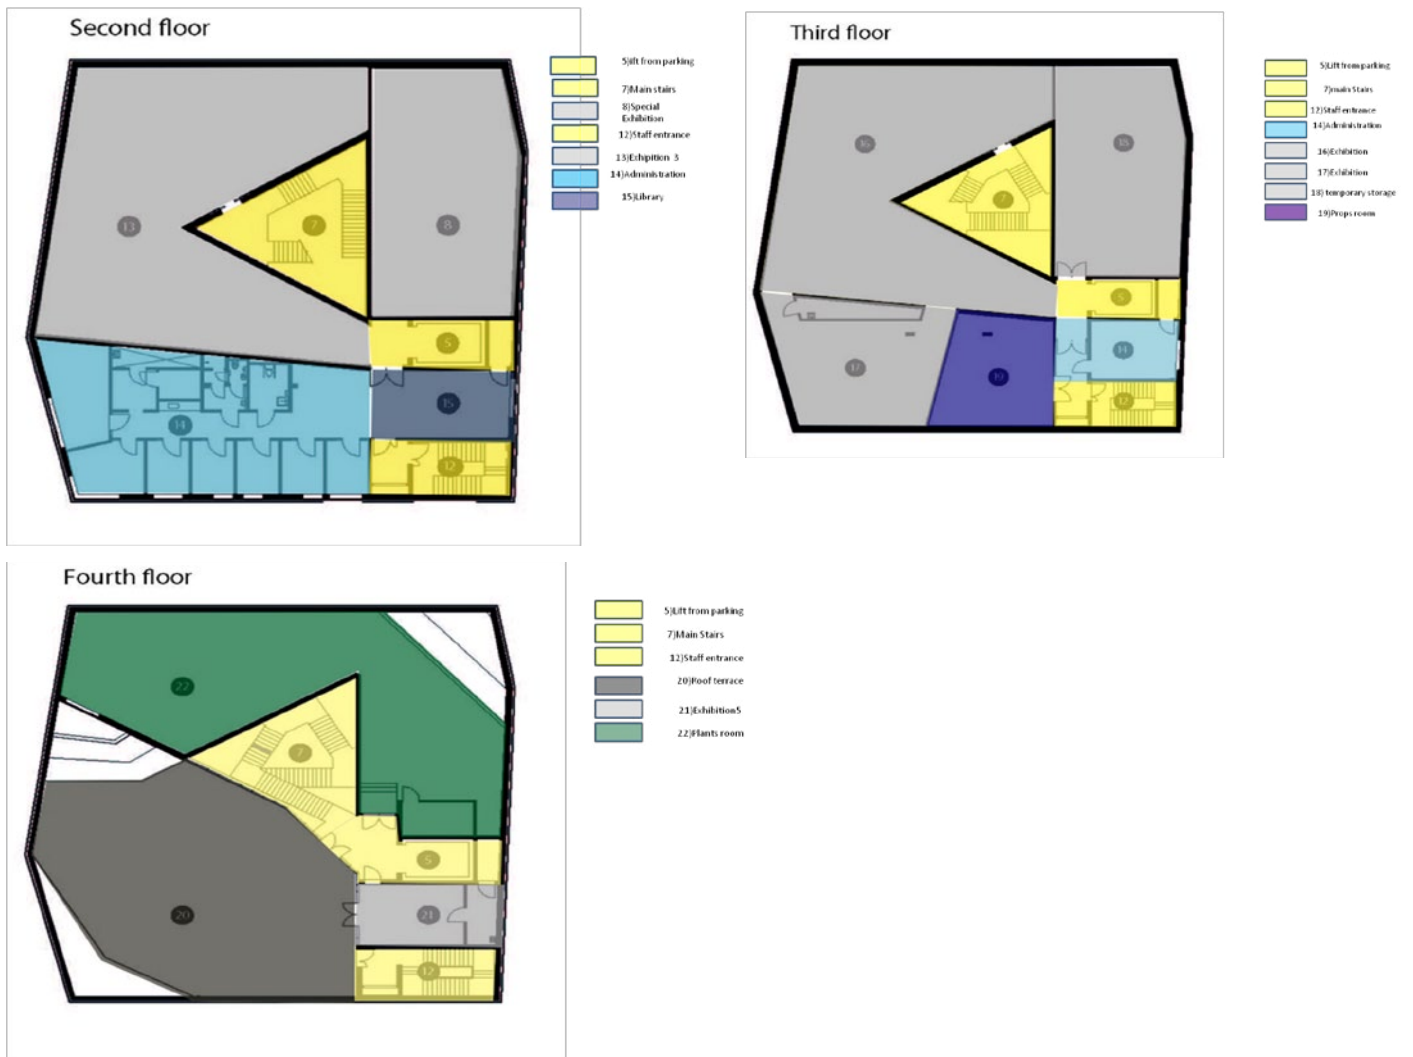 Second floor
13
7
8
5
15
14
12
5)ift from parking
7)Main stairs
8)Special
Exhibition
12)Staff entrance
13)Exhipition 3
14)Administration
15)Library
Third floor
16
7
18
5
14
17
19
12
5)Lift from parking
7)main Stairs
12)Staff entrance
14)Administration
16)Exhibition
17)Exhibition
18) temporary storage
19)Props room
Fourth floor
22
7
5
20
21
12
5)Lift from parking
7)Main Stairs
12)Staff entrance
20)Roof terrace
21)Exhibition5
22)Plants room